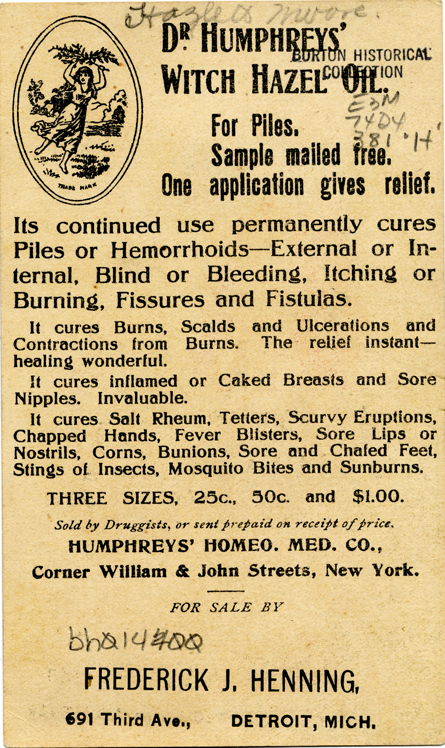 Hazlets Moore.
DR HUMPHREYS'
BURTON HISTORICAL
COLLECTION
WITCH HAZEL OIL.
E3M
74D4
381 'H'
For Piles.
Sample mailed free.
One application gives relief.
TRADE MARK
Its continued use permanently cures
Piles or Hemorrhoids—External or In-
ternal, Blind or Bleeding, Itching or
Burning, Fissures and Fistulas.
It cures Burns, Scalds and Ulcerations and
Contractions from Burns. The relief instant—
healing wonderful.
It cures inflamed or Caked Breasts and Sore
Nipples. Invaluable.
It cures Salt Rheum, Tetters, Scurvy Eruptions,
Chapped Hands, Fever Blisters, Sore Lips or
Nostrils, Corns, Bunions, Sore and Chafed Feet,
Stings of Insects, Mosquito Bites and Sunburns.
THREE SIZES, 25c., 50c. and $1.00.
Sold by Druggists, or sent prepaid on receipt of price.
HUMPHREYS' HOMEO. MED. CO.,
Corner William & John Streets, New York.
FOR SALE BY
FREDERICK J. HENNING,
691 Third Ave., DETROIT, MICH.